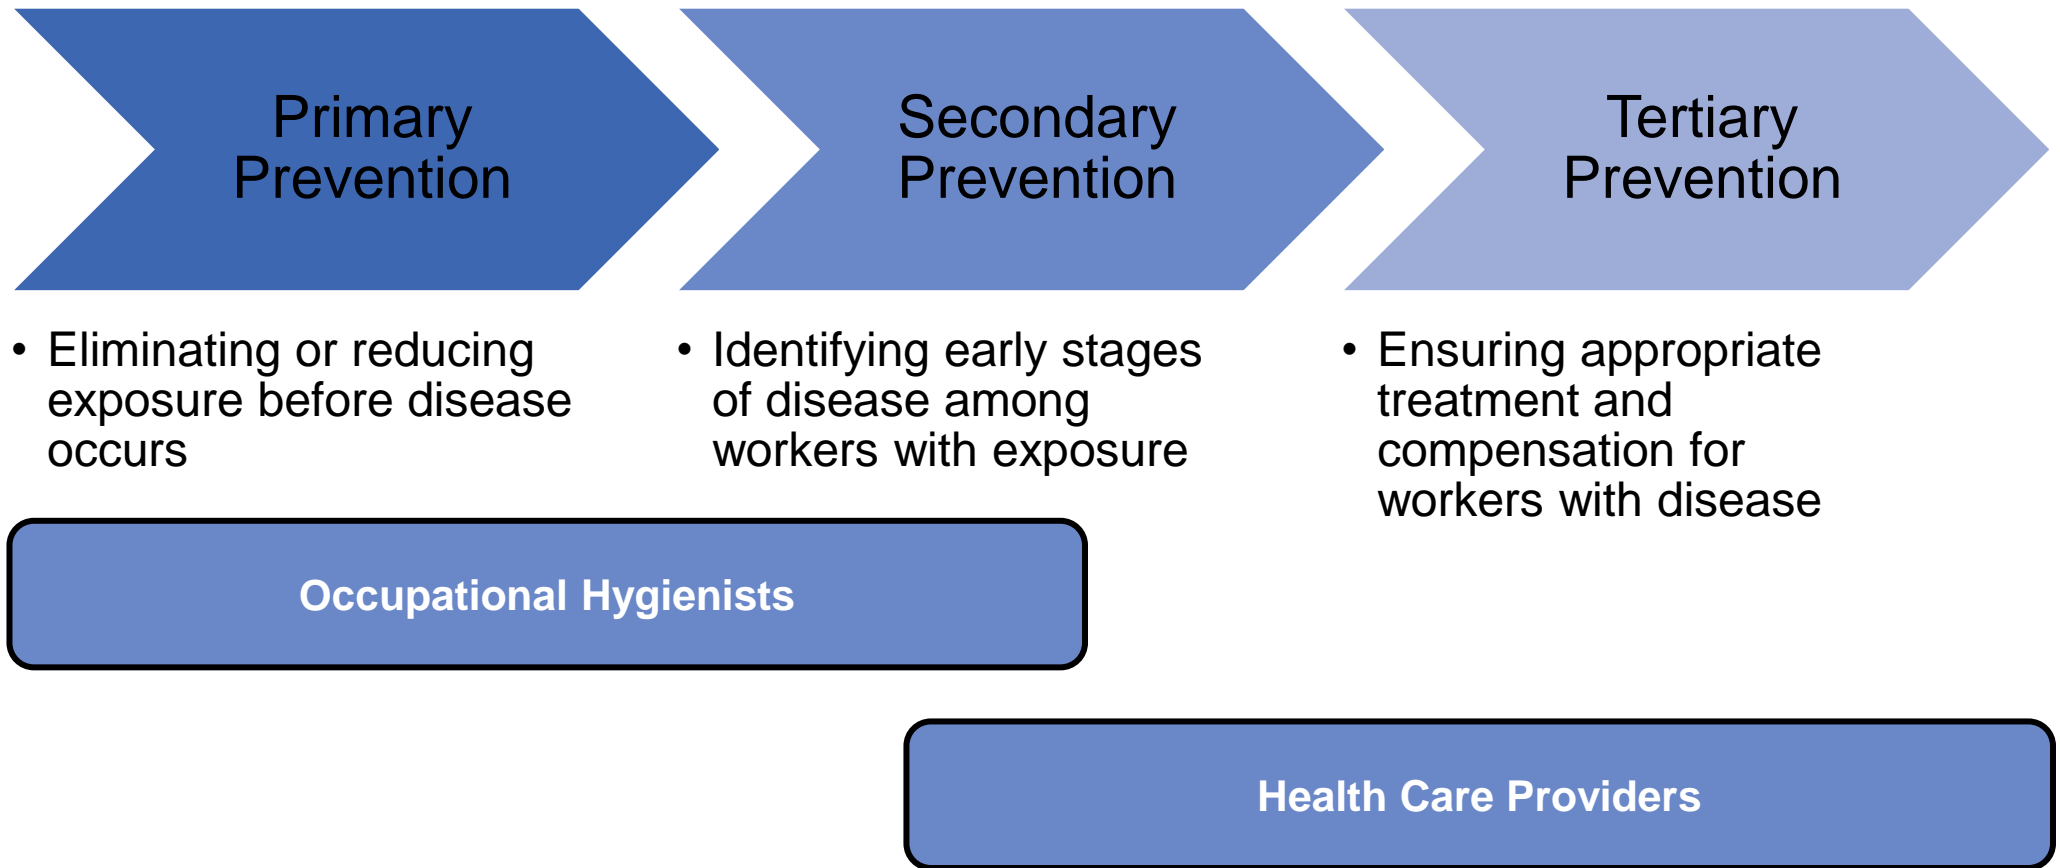 Primary
Prevention
Secondary
Prevention
Tertiary
Prevention
• Eliminating or reducing
exposure before disease
occurs
• Identifying early stages
of disease among
workers with exposure
• Ensuring appropriate
treatment and
compensation for
workers with disease
Occupational Hygienists
Health Care Providers